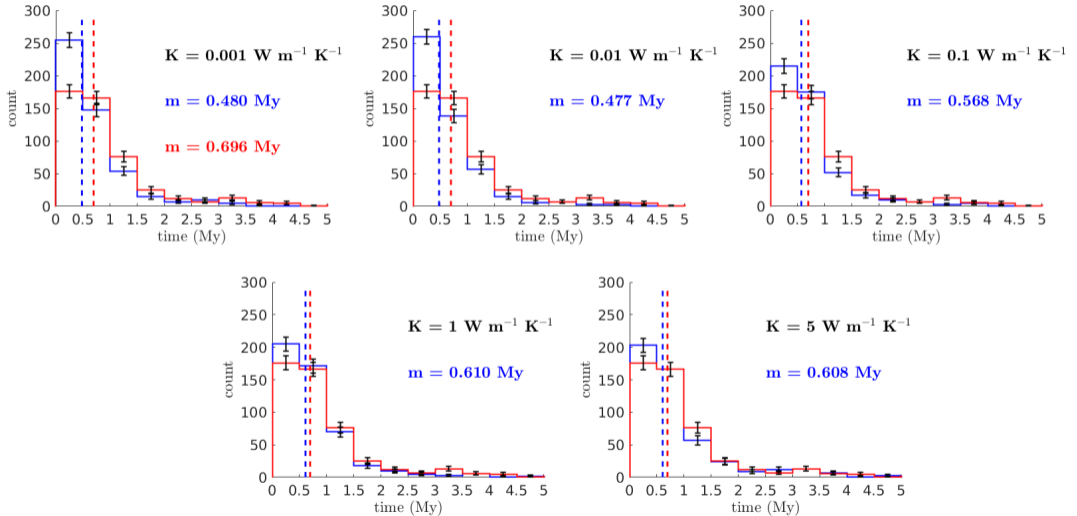 300
250
200
150
100
50
0
count
K = 0.001 W m⁻¹ K⁻¹
m = 0.480 My
m = 0.696 My
0 0.5 1 1.5 2 2.5 3 3.5 4 4.5 5
time (My)
300
250
200
150
100
50
0
count
K = 0.01 W m⁻¹ K⁻¹
m = 0.477 My
0 0.5 1 1.5 2 2.5 3 3.5 4 4.5 5
time (My)
300
250
200
150
100
50
0
count
K = 0.1 W m⁻¹ K⁻¹
m = 0.568 My
0 0.5 1 1.5 2 2.5 3 3.5 4 4.5 5
time (My)
300
250
200
150
100
50
0
count
K = 1 W m⁻¹ K⁻¹
m = 0.610 My
0 0.5 1 1.5 2 2.5 3 3.5 4 4.5 5
time (My)
300
250
200
150
100
50
0
count
K = 5 W m⁻¹ K⁻¹
m = 0.608 My
0 0.5 1 1.5 2 2.5 3 3.5 4 4.5 5
time (My)